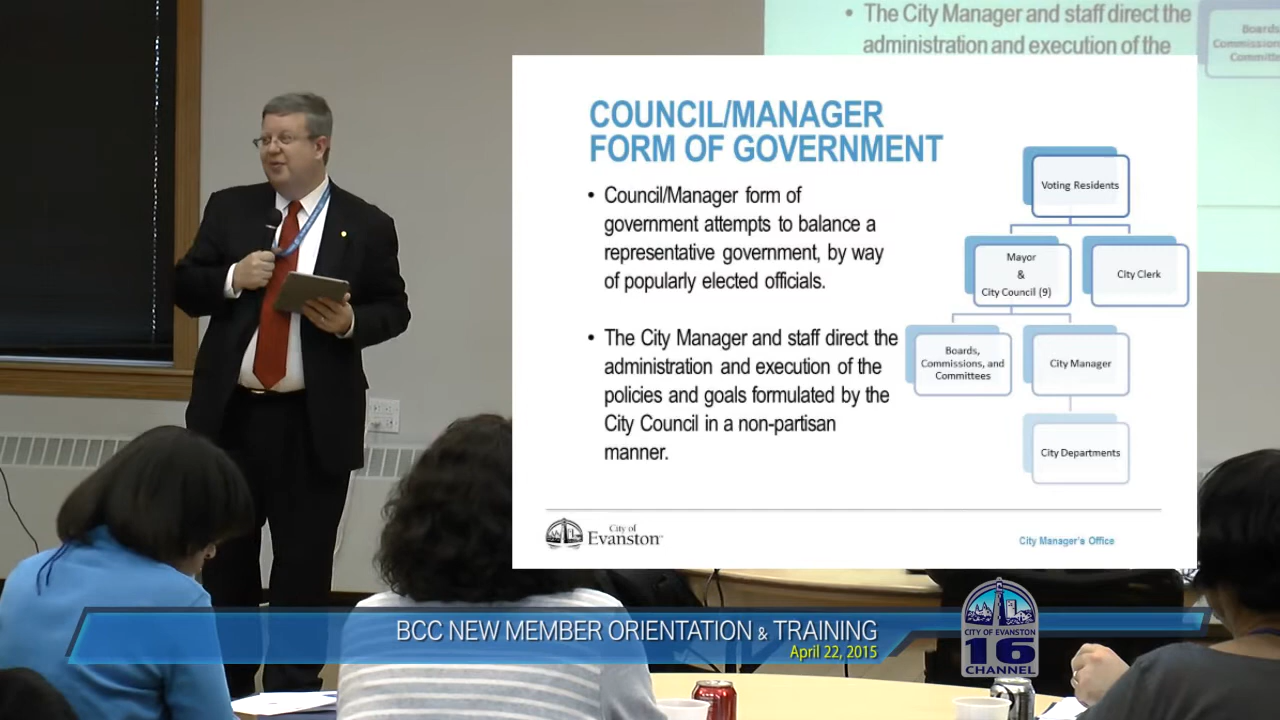 • The City Manager and staff direct the
administration and execution of the
Boards
Commission
Committe
COUNCIL/MANAGER
FORM OF GOVERNMENT
• Council/Manager form of
government attempts to balance a
representative government, by way
of popularly elected officials.
• The City Manager and staff direct the
administration and execution of the
policies and goals formulated by the
City Council in a non-partisan
manner.
Voting Residents
Mayor
&
City Council (9)
City Clerk
Boards,
Commissions, and
Committees
City Manager
City Departments
City of
Evanston
City Manager's Office
BCC NEW MEMBER ORIENTATION & TRAINING
April 22, 2015
CITY OF EVANSTON
16
CHANNEL